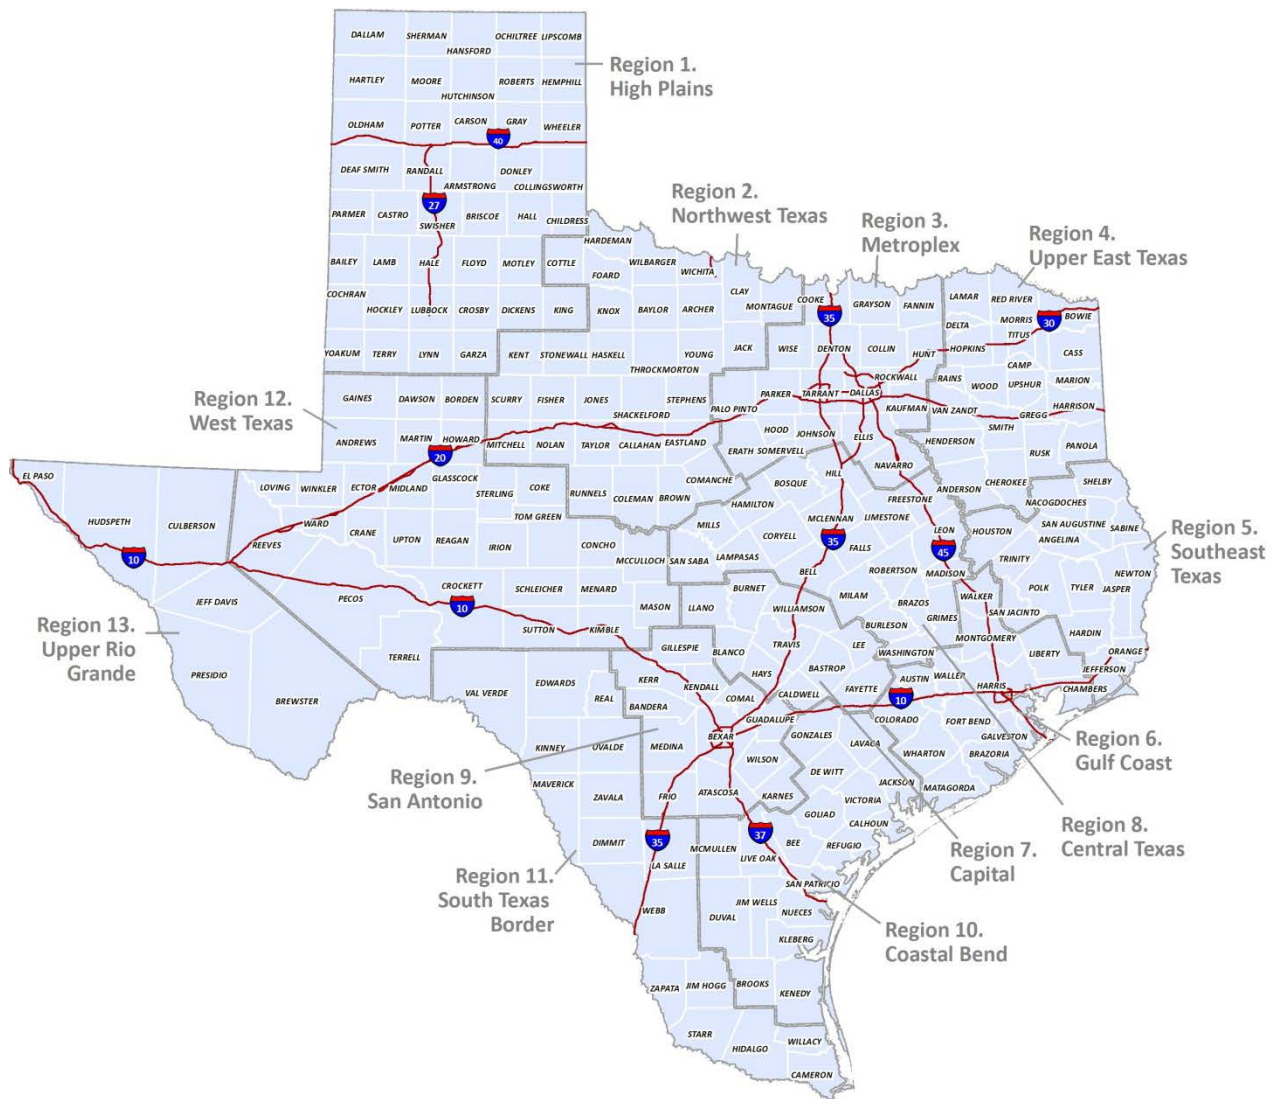 DALLAM SHERMAN HANSFORD OCHILTREE LIPSCOMB
Region 1.
High Plains
HARTLEY MOORE HUTCHINSON ROBERTS HEMPHILL
OLDHAM POTTER CARSON GRAY WHEELER
40
DEAF SMITH RANDALL ARMSTRONG DONLEY COLLINGSWORTH
27
PARMER CASTRO SWISHER BRISCOE HALL CHILDRESS
Region 2.
Northwest Texas
Region 3.
Metroplex
Region 4.
Upper East Texas
BAILEY LAMB HALE FLOYD MOTLEY COTTLE HARDEMAN FOARD WILBARGER WICHITA
CLAY MONTAGUE COOKE GRAYSON FANNIN LAMAR RED RIVER BOWIE
35
30
COCHRAN HOCKLEY LUBBOCK CROSBY DICKENS KING KNOX BAYLOR ARCHER
DELTA MORRIS TITUS HOPKINS CASS
JACK WISE DENTON COLLIN HUNT
YOAKUM TERRY LYNN GARZA KENT STONEWALL HASKELL THROCKMORTON YOUNG
RAINS WOOD CAMP UPSHUR MARION
Region 12.
West Texas
GAINES DAWSON BORDEN SCURRY FISHER JONES SHACKELFORD STEPHENS PALO PINTO PARKER TARRANT DALLAS ROCKWALL KAUFMAN VAN ZANDT SMITH GREGG HARRISON
ANDREWS MARTIN HOWARD MITCHELL NOLAN TAYLOR CALLAHAN EASTLAND ERATH HOOD SOMERVELL JOHNSON ELLIS HENDERSON RUSK PANOLA
20
EL PASO HUDSPETH CULBERSON
LOVING WINKLER ECTOR MIDLAND GLASSCOCK STERLING COKE RUNNELS COLEMAN BROWN COMANCHE HAMILTON BOSQUE HILL NAVARRO FREESTONE ANDERSON CHEROKEE NACOGDOCHES SHELBY
10
REEVES WARD CRANE UPTON REAGAN IRION TOM GREEN CONCHO MCCULLOCH SAN SABA MILLS LAMPASAS CORYELL MCLENNAN LIMESTONE FALLS LEON HOUSTON SAN AUGUSTINE ANGELINA SABINE
35
45
Region 5.
Southeast
Texas
JEFF DAVIS PECOS CROCKETT SCHLEICHER MENARD MASON LLANO BURNET BELL WILLIAMSON MILAM ROBERTSON BRAZOS MADISON WALKER TRINITY POLK TYLER JASPER NEWTON
10
Region 13.
Upper Rio
Grande
PRESIDIO BREWSTER TERRELL SUTTON KIMBLE GILLESPIE BLANCO TRAVIS LEE BURLESON GRIMES WASHINGTON MONTGOMERY SAN JACINTO LIBERTY HARDIN ORANGE JEFFERSON
VAL VERDE EDWARDS REAL KERR KENDALL BANDERA COMAL HAYS CALDWELL BASTROP FAYETTE AUSTIN WALLER HARRIS CHAMBERS
10
KINNEY UVALDE MEDINA BEXAR GUADALUPE GONZALES LAVACA COLORADO FORT BEND GALVESTON
Region 6.
Gulf Coast
Region 9.
San Antonio
MAVERICK ZAVALA FRIO ATASCOSA WILSON KARNES DE WITT JACKSON WHARTON BRAZORIA MATAGORDA
DIMMIT LA SALLE MCMULLEN LIVE OAK BEE GOLIAD VICTORIA CALHOUN REFUGIO
35
37
Region 8.
Central Texas
Region 7.
Capital
Region 11.
South Texas
Border
WEBB DUVAL JIM WELLS SAN PATRICIO NUECES KLEBERG
Region 10.
Coastal Bend
ZAPATA JIM HOGG BROOKS KENEDY
STARR HIDALGO WILLACY
CAMERON